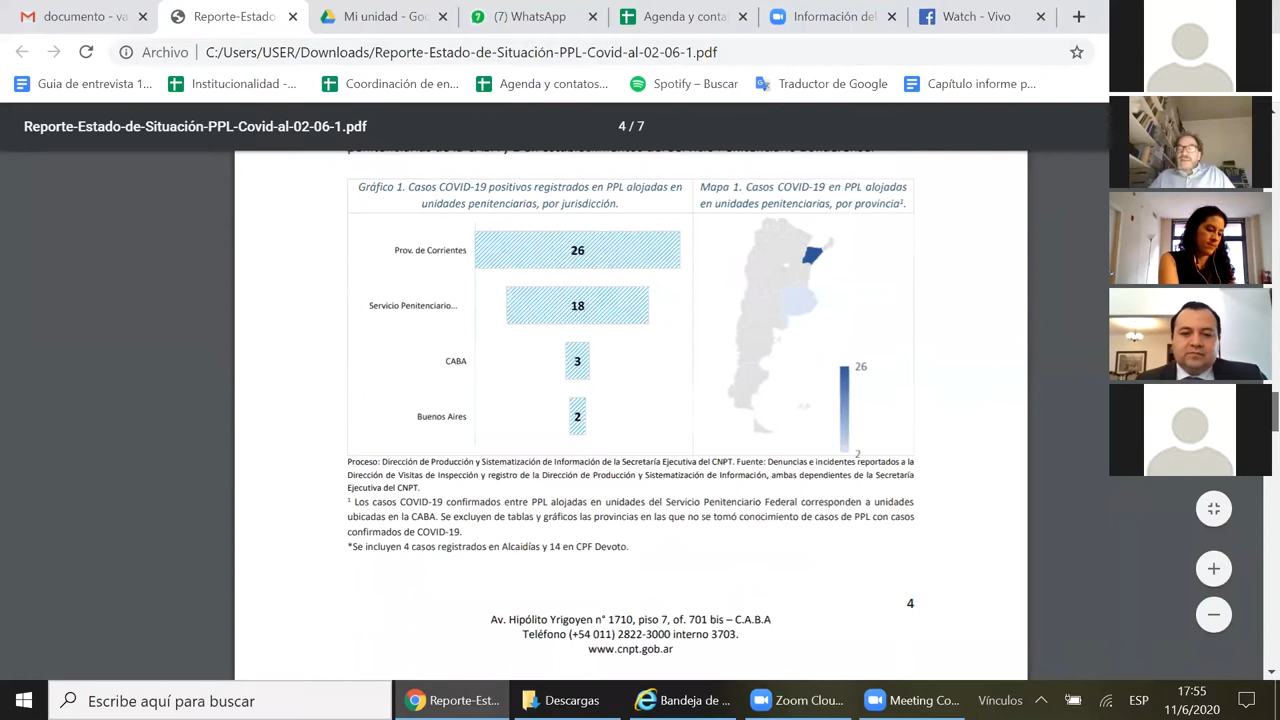 documento - va
Reporte-Estado
Mi unidad - Goo
(7) WhatsApp
Agenda y conta
Información del
Watch - Vivo
Archivo
C:/Users/USER/Downloads/Reporte-Estado-de-Situación-PPL-Covid-al-02-06-1.pdf
Guia de entrevista 1...
Institucionalidad -...
Coordinación de en...
Agenda y contatos...
Spotify – Buscar
Traductor de Google
Capítulo informe p...
Reporte-Estado-de-Situación-PPL-Covid-al-02-06-1.pdf
4 / 7
Gráfico 1. Casos COVID-19 positivos registrados en PPL alojadas en
unidades penitenciarias, por jurisdicción.
Mapa 1. Casos COVID-19 en PPL alojadas
en unidades penitenciarias, por provincia¹.
Prov. de Corrientes
26
Servicio Penitenciario...
18
CABA
3
Buenos Aires
2
26
2
Proceso: Dirección de Producción y Sistematización de Información de la Secretaría Ejecutiva del CNPT. Fuente: Denuncias e incidentes reportados a la
Dirección de Visitas de Inspección y registro de la Dirección de Producción y Sistematización de Información, ambas dependientes de la Secretaría
Ejecutiva del CNPT.
¹ Los casos COVID-19 confirmados entre PPL alojadas en unidades del Servicio Penitenciario Federal corresponden a unidades
ubicadas en la CABA. Se excluyen de tablas y gráficos las provincias en las que no se tomó conocimiento de casos de PPL con casos
confirmados de COVID-19.
*Se incluyen 4 casos registrados en Alcaidías y 14 en CPF Devoto.
4
Av. Hipólito Yrigoyen n° 1710, piso 7, of. 701 bis – C.A.B.A
Teléfono (+54 011) 2822-3000 interno 3703.
www.cnpt.gob.ar
Escribe aquí para buscar
Reporte-Est...
Descargas
Bandeja de ...
Zoom Clou...
Meeting Co...
Vínculos
ESP
17:55
11/6/2020